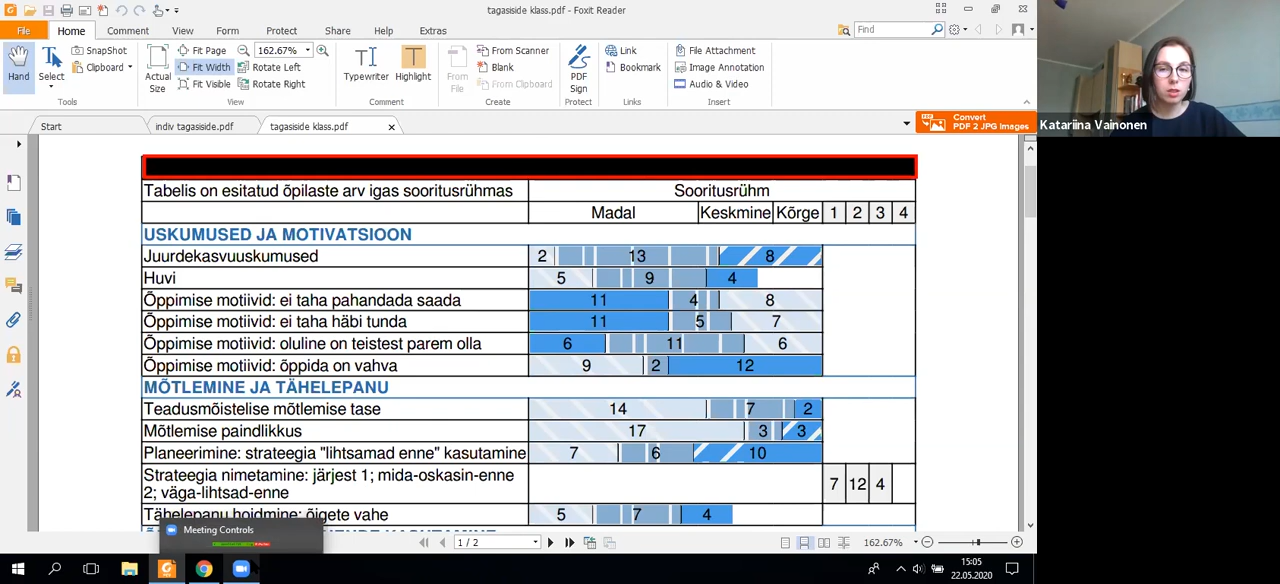 tagasiside klass.pdf - Foxit Reader
File Home Comment View Form Protect Share Help Extras
Find
Hand
Select
SnapShot
Clipboard
Actual Size
Fit Page
Fit Width
Fit Visible
162.67%
Rotate Left
Rotate Right
Typewriter
Highlight
From File
From Scanner
Blank
From Clipboard
PDF Sign
Link
Bookmark
File Attachment
Image Annotation
Audio & Video
Tools View Comment Create Protect Links Insert
Start indiv tagasiside.pdf tagasiside klass.pdf
Convert
PDF 2 JPG Images
Katariina Vainonen
Tabelis on esitatud õpilaste arv igas sooritusrühmas Sooritusrühm
Madal Keskmine Kõrge 1 2 3 4
USKUMUSED JA MOTIVATSIOON
Juurdekasvuuskumused 2 13 8
Huvi 5 9 4
Õppimise motiivid: ei taha pahandada saada 11 4 8
Õppimise motiivid: ei taha häbi tunda 11 5 7
Õppimise motiivid: oluline on teistest parem olla 6 11 6
Õppimise motiivid: õppida on vahva 9 2 12
MÕTLEMINE JA TÄHELEPANU
Teadusmõistelise mõtlemise tase 14 7 2
Mõtlemise paindlikkus 17 3 3
Planeerimine: strateegia "lihtsamad enne" kasutamine 7 6 10
Strateegia nimetamine: järjest 1; mida-oskasin-enne
2; väga-lihtsad-enne 7 12 4
Tähelepanu hoidmine: õigete vahe 5 7 4
Meeting Controls
1 / 2
162.67%
15:05
22.05.2020